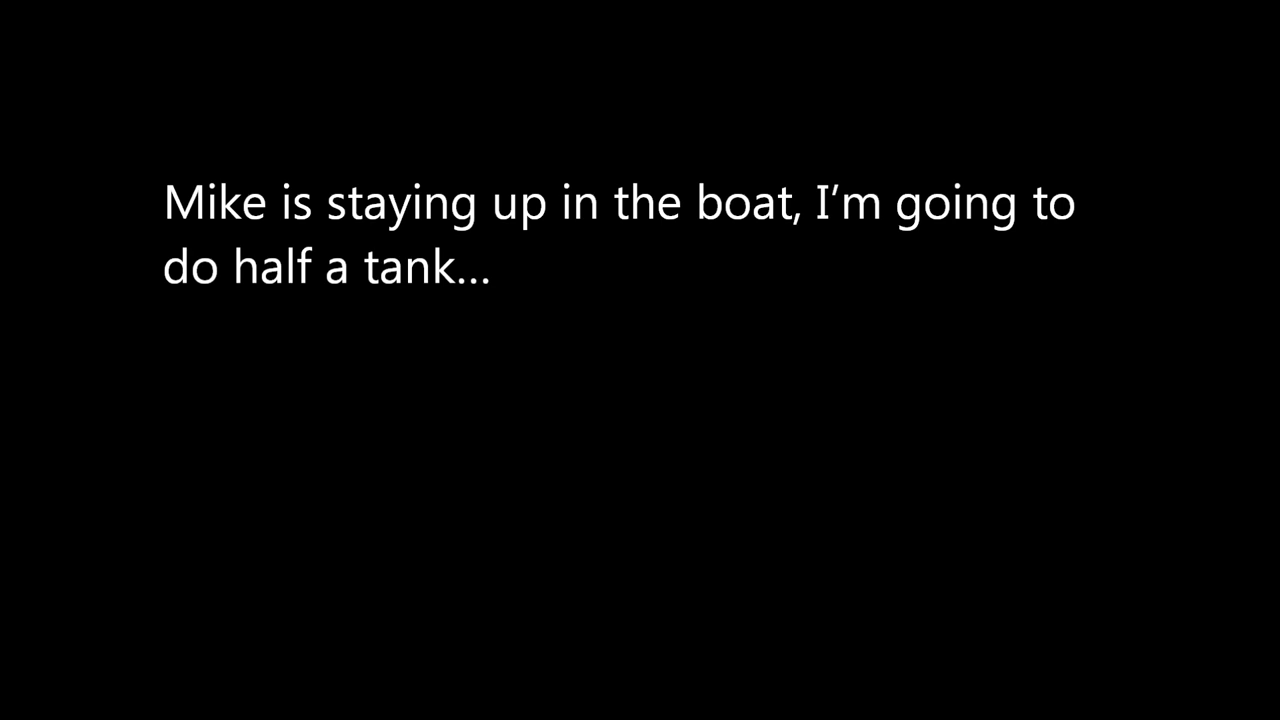 Mike is staying up in the boat, I’m going to
do half a tank…